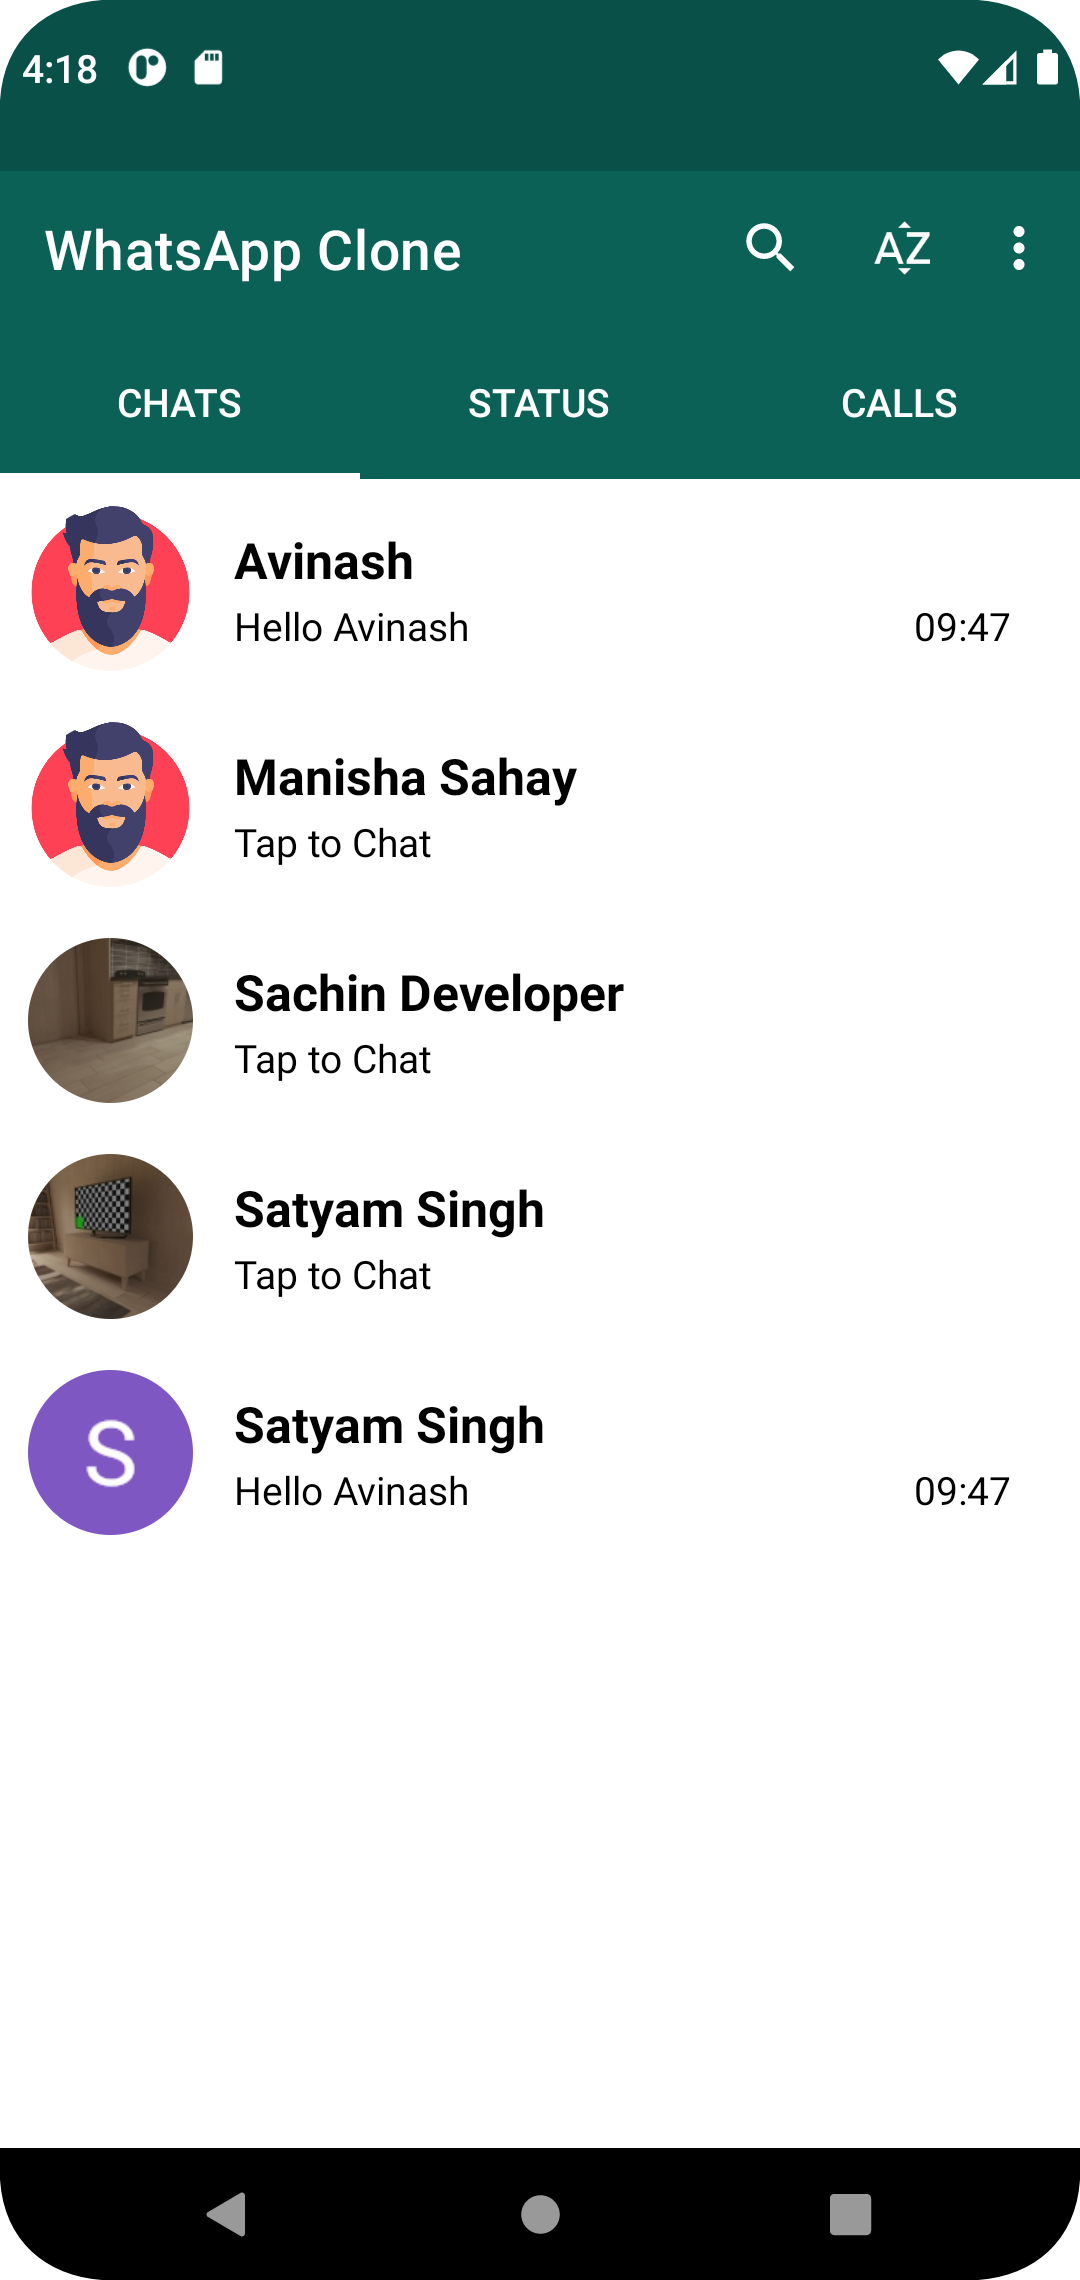 4:18
WhatsApp Clone
AZ
CHATS STATUS CALLS
Avinash
Hello Avinash 09:47
Manisha Sahay
Tap to Chat
Sachin Developer
Tap to Chat
Satyam Singh
Tap to Chat
S
Satyam Singh
Hello Avinash 09:47